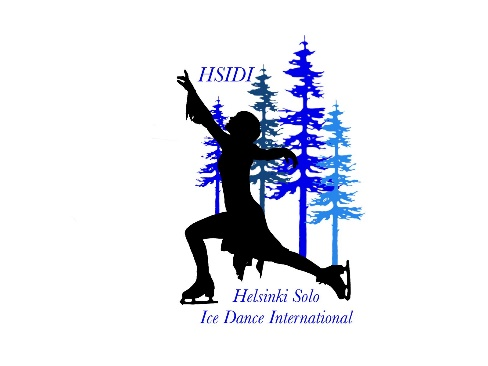 HSIDI
Helsinki Solo
Ice Dance International